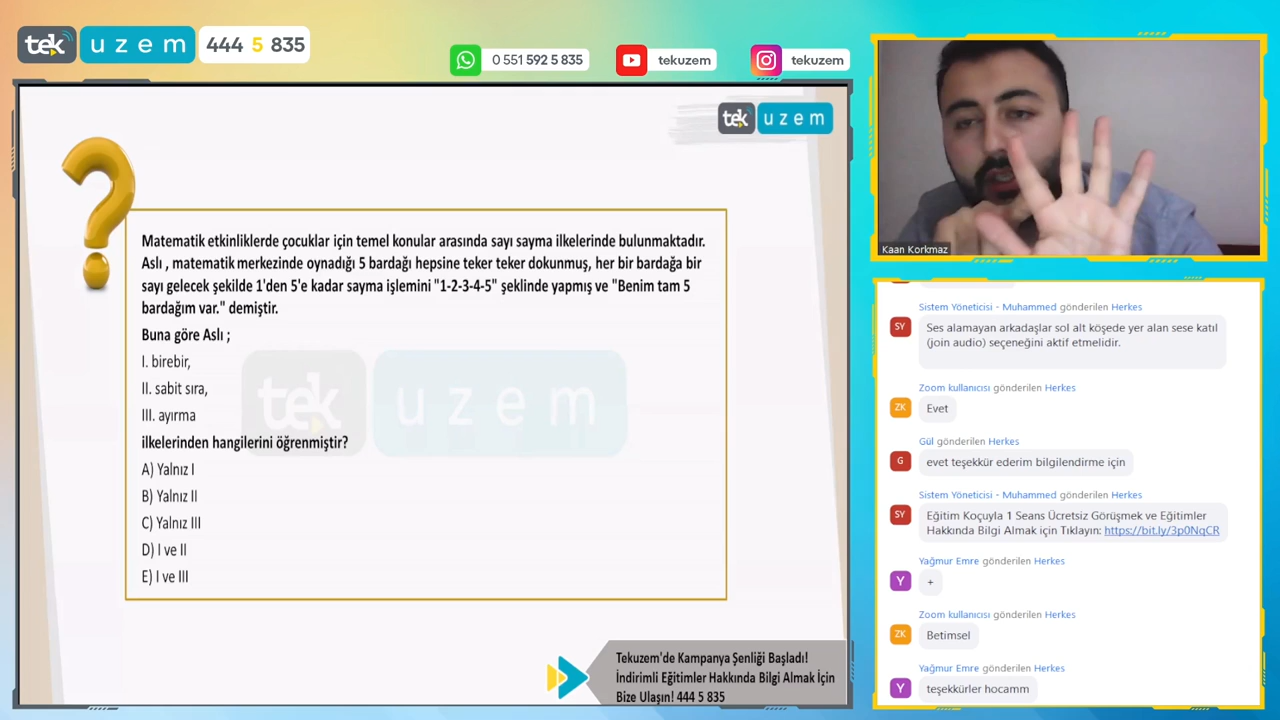 tek uzem 444 5 835
0 551 592 5 835
tekuzem
tekuzem
tek uzem
Matematik etkinliklerde çocuklar için temel konular arasında sayı sayma ilkelerinde bulunmaktadır.
Aslı , matematik merkezinde oynadığı 5 bardağı hepsine teker teker dokunmuş, her bir bardağa bir
sayı gelecek şekilde 1'den 5'e kadar sayma işlemini "1-2-3-4-5" şeklinde yapmış ve "Benim tam 5
bardağım var." demiştir.
Buna göre Aslı ;
I. birebir,
II. sabit sıra,
III. ayırma
ilkelerinden hangilerini öğrenmiştir?
A) Yalnız I
B) Yalnız II
C) Yalnız III
D) I ve II
E) I ve III
tek uzem
Tekuzem'de Kampanya Şenliği Başladı!
İndirimli Eğitimler Hakkında Bilgi Almak İçin
Bize Ulaşın! 444 5 835
Kaan Korkmaz
Sistem Yöneticisi - Muhammed gönderilen Herkes
SY
Ses alamayan arkadaşlar sol alt köşede yer alan sese katıl
(join audio) seçeneğini aktif etmelidir.
Zoom kullanıcısı gönderilen Herkes
ZK
Evet
Gül gönderilen Herkes
G
evet teşekkür ederim bilgilendirme için
Sistem Yöneticisi - Muhammed gönderilen Herkes
SY
Eğitim Koçuyla 1 Seans Ücretsiz Görüşmek ve Eğitimler
Hakkında Bilgi Almak için Tıklayın: https://bit.ly/3p0NqCR
Yağmur Emre gönderilen Herkes
Y
+
Zoom kullanıcısı gönderilen Herkes
ZK
Betimsel
Yağmur Emre gönderilen Herkes
Y
teşekkürler hocamm